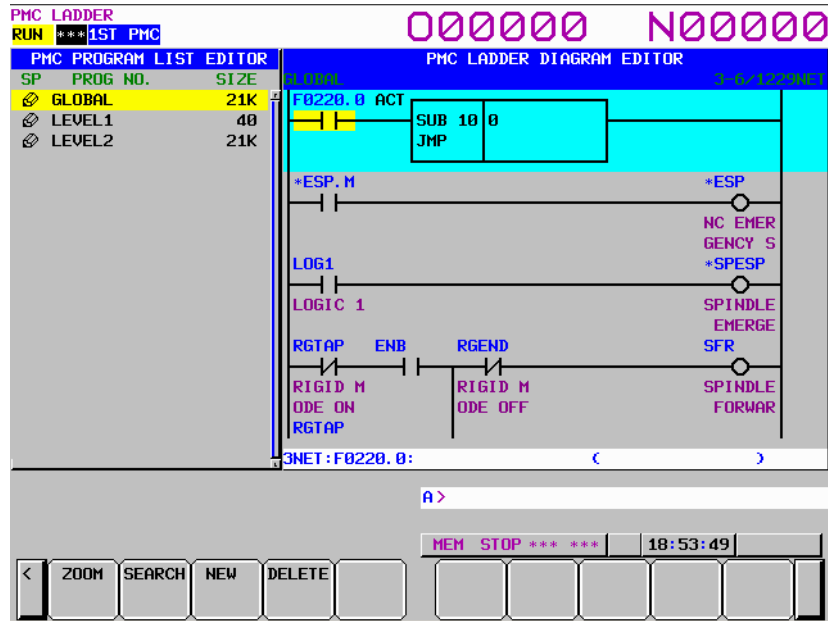 PMC LADDER
RUN ***1ST PMC
O00000 N00000
PMC PROGRAM LIST EDITOR
SP PROG NO. SIZE
GLOBAL 21K
LEVEL1 40
LEVEL2 21K
PMC LADDER DIAGRAM EDITOR
GLOBAL 3-6/1229NET
F0220.0 ACT
SUB 10 0
JMP
*ESP.M *ESP
NC EMER
GENCY S
LOG1 *SPESP
LOGIC 1 SPINDLE
EMERGE
RGTAP ENB RGEND SFR
RIGID M RIGID M SPINDLE
ODE ON ODE OFF FORWAR
RGTAP
3NET:F0220.0: ( )
A>
MEM STOP *** *** 18:53:49
< ZOOM SEARCH NEW DELETE